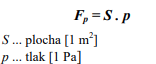 Fₚ = S . p
S ... plocha [1 m²]
p ... tlak [1 Pa]